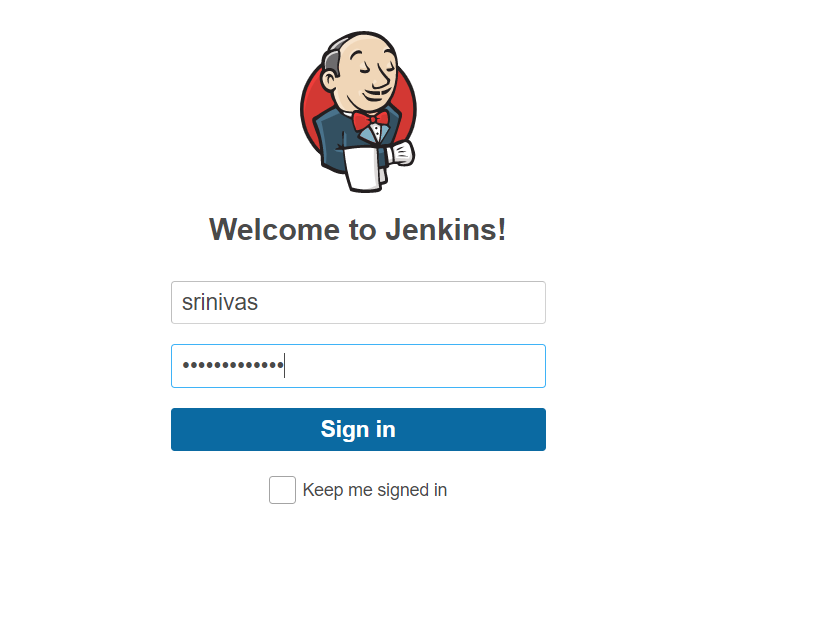 Welcome to Jenkins!
srinivas
•••••••••••••
Sign in
Keep me signed in